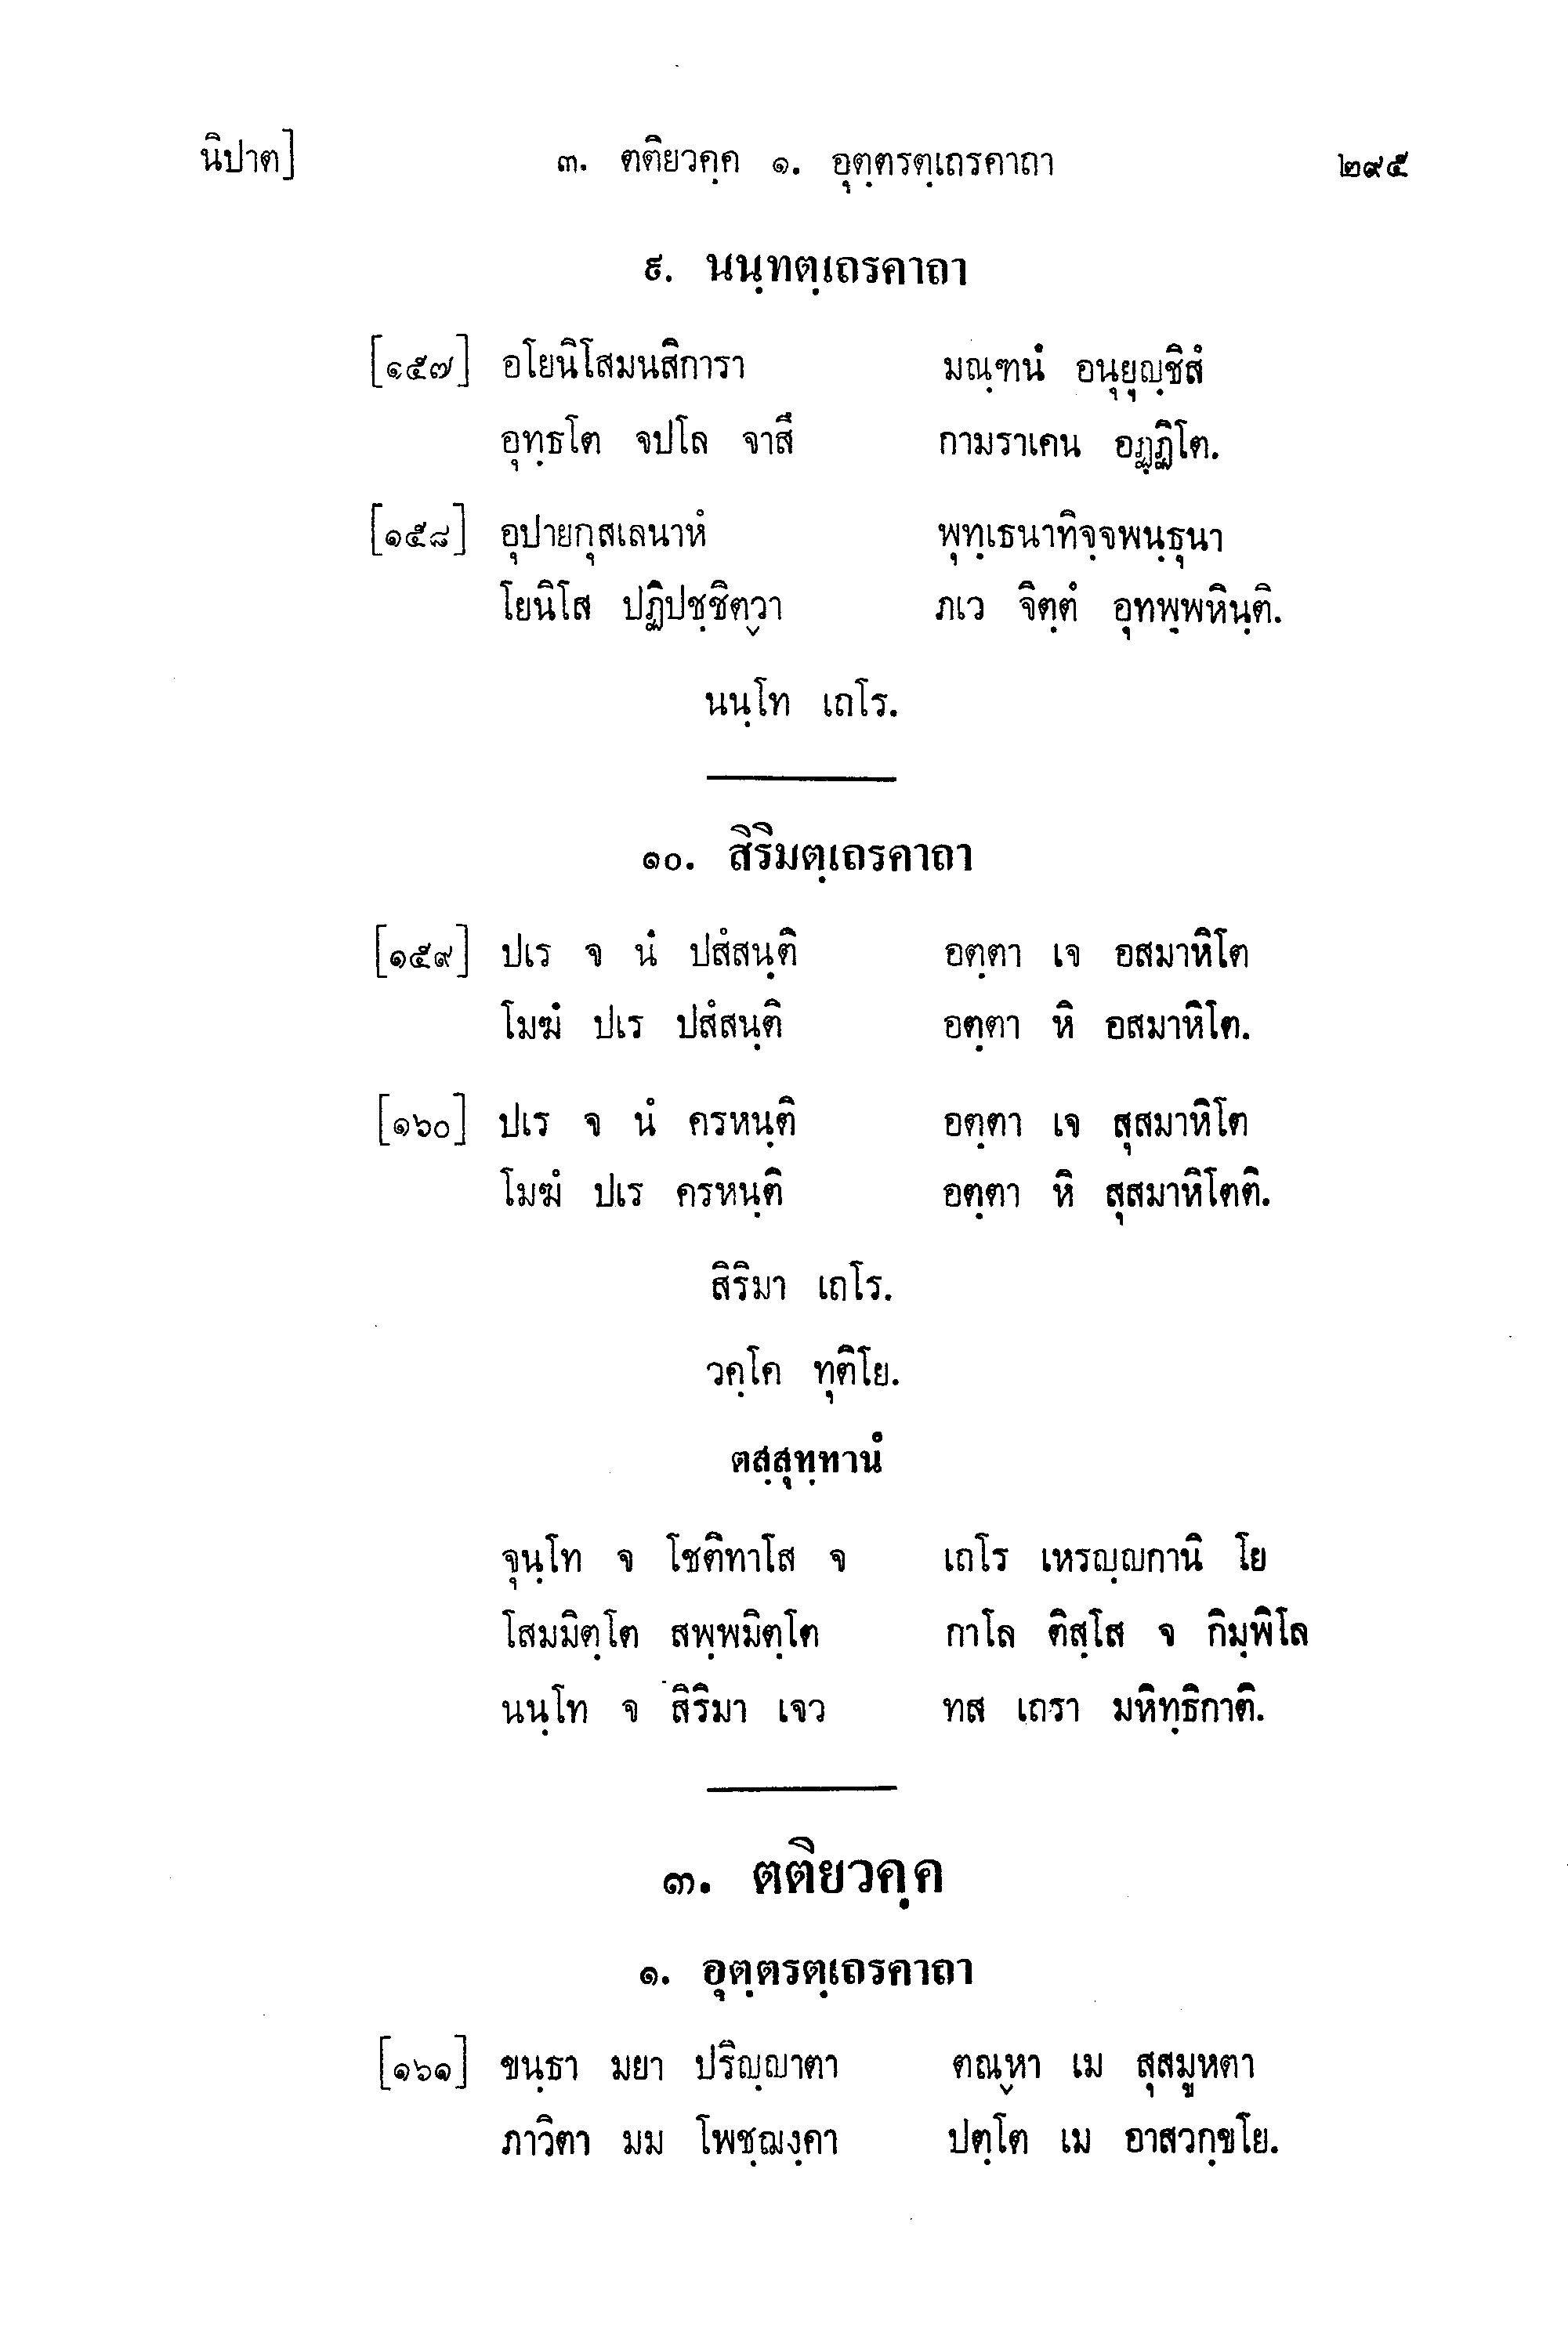 นิปาต] ๓. ตติยวคฺค ๑. อุตฺตรตฺเถรคาถา ๒๙๕
๙. นนฺทตฺเถรคาถา
[๑๕๗] อโยนิโสมนสิการา มณฺฑนํ อนุยุญฺชิสํ
อุทฺธโต จปโล จาสึ กามราเคน อฏฺฏิโต.
[๑๕๘] อุปายกุสเลนาหํ พุทฺเธนาทิจฺจพนฺธุนา
โยนิโส ปฏิปชฺชิตฺวา ภเว จิตฺตํ อุทพฺพหินฺติ.
นนฺโท เถโร.
๑๐. สิริมตฺเถรคาถา
[๑๕๙] ปเร จ นํ ปสํสนฺติ อตฺตา เจ อสมาหิโต
โมฆํ ปเร ปสํสนฺติ อตฺตา หิ อสมาหิโต.
[๑๖๐] ปเร จ นํ ครหนฺติ อตฺตา เจ สุสมาหิโต
โมฆํ ปเร ครหนฺติ อตฺตา หิ สุสมาหิโตติ.
สิริมา เถโร.
วคฺโค ทุติโย.
ตสฺสุทฺทานํ
จุนฺโท จ โชติทาโส จ เถโร เหรญฺญกานิ โย
โสมมิตฺโต สพฺพมิตฺโต กาโล ติสฺโส จ กิมฺพิโล
นนฺโท จ สิริมา เจว ทส เถรา มหิทฺธิกาติ.
๓. ตติยวคฺค
๑. อุตฺตรตฺเถรคาถา
[๑๖๑] ขนฺธา มยา ปริญฺญาตา ตณฺหา เม สุสมูหตา
ภาวิตา มม โพชฺฌงฺคา ปตฺโต เม อาสวกฺขโย.